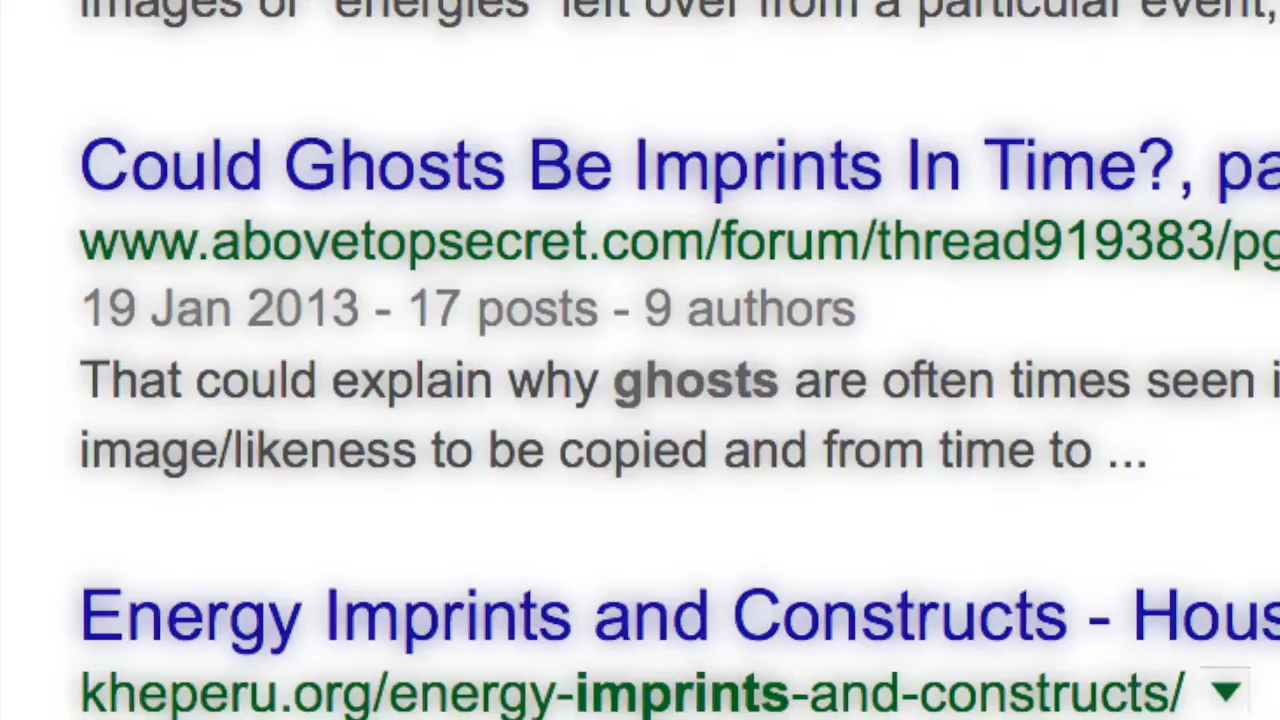 images or "energies" left over from a particular event,
Could Ghosts Be Imprints In Time?, pa
www.abovetopsecret.com/forum/thread919383/pg
19 Jan 2013 - 17 posts - 9 authors
That could explain why ghosts are often times seen i
image/likeness to be copied and from time to ...
Energy Imprints and Constructs - Hous
kheperu.org/energy-imprints-and-constructs/